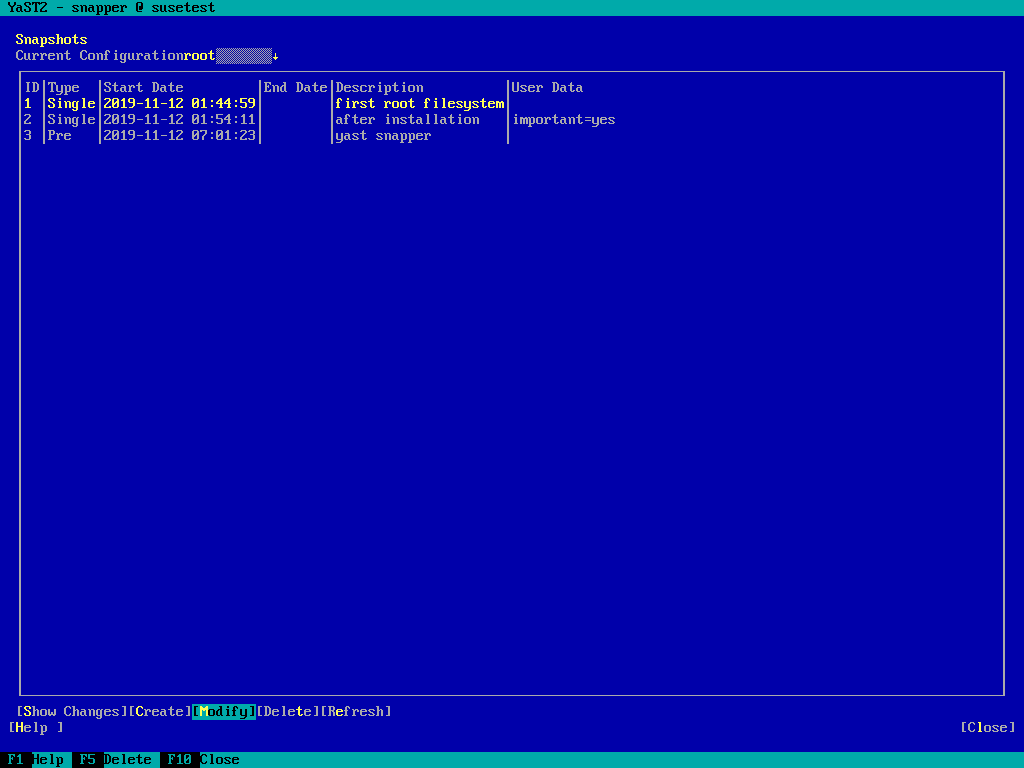 YaST2 - snapper @ susetest
Snapshots
Current Configurationroot↓
ID|Type |Start Date |End Date|Description |User Data
1 |Single|2019-11-12 01:44:59| |first root filesystem|
2 |Single|2019-11-12 01:54:11| |after installation |important=yes
3 |Pre |2019-11-12 07:01:23| |yast snapper |
[Show Changes][Create][Modify][Delete][Refresh]
[Help ] [Close]
F1 Help F5 Delete F10 Close